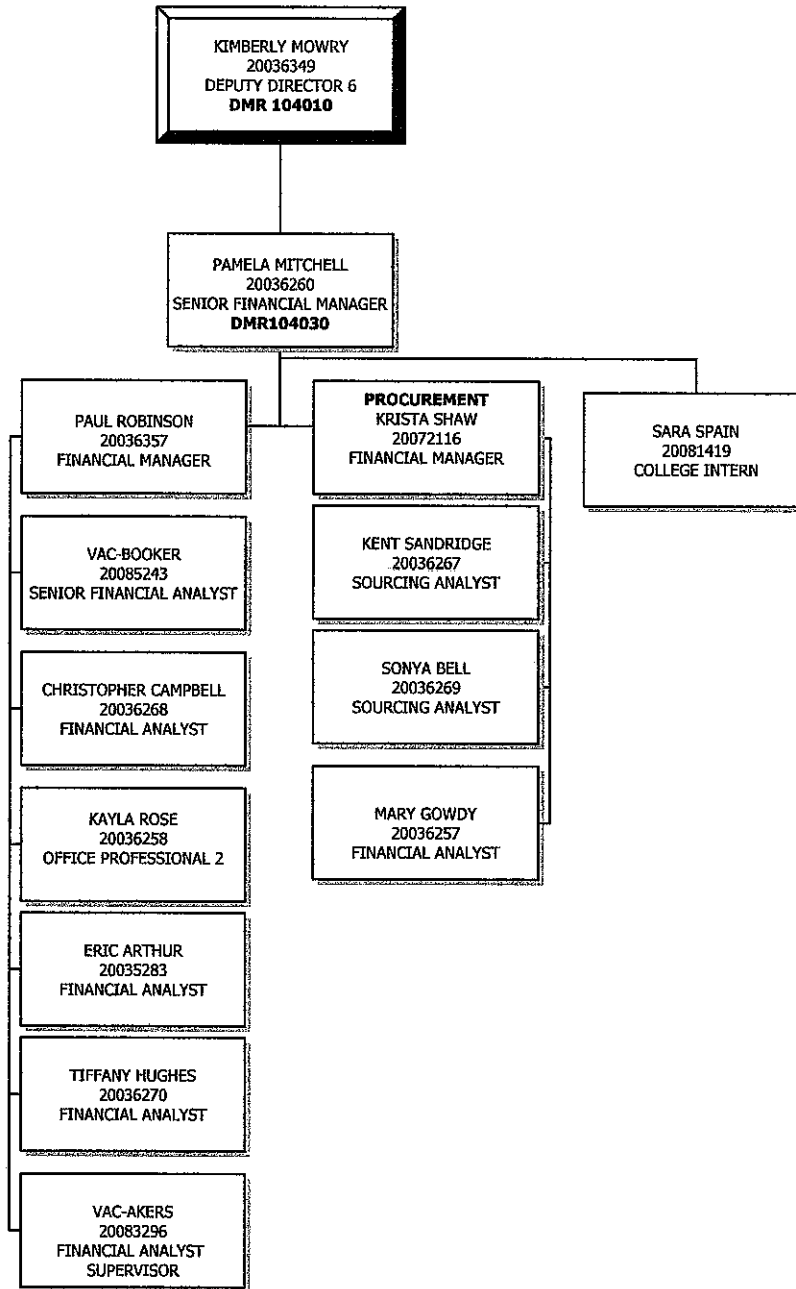 KIMBERLY MOWRY
20036349
DEPUTY DIRECTOR 6
DMR 104010
PAMELA MITCHELL
20036260
SENIOR FINANCIAL MANAGER
DMR104030
PAUL ROBINSON
20036357
FINANCIAL MANAGER
VAC-BOOKER
20085243
SENIOR FINANCIAL ANALYST
CHRISTOPHER CAMPBELL
20036268
FINANCIAL ANALYST
KAYLA ROSE
20036258
OFFICE PROFESSIONAL 2
ERIC ARTHUR
20035283
FINANCIAL ANALYST
TIFFANY HUGHES
20036270
FINANCIAL ANALYST
VAC-AKERS
20083296
FINANCIAL ANALYST
SUPERVISOR
PROCUREMENT
KRISTA SHAW
20072116
FINANCIAL MANAGER
KENT SANDRIDGE
20036267
SOURCING ANALYST
SONYA BELL
20036269
SOURCING ANALYST
MARY GOWDY
20036257
FINANCIAL ANALYST
SARA SPAIN
20081419
COLLEGE INTERN